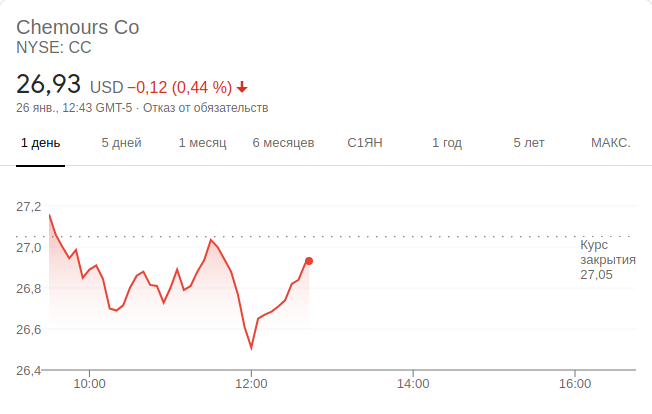 Chemours Co
NYSE: CC
26,93 USD −0,12 (0,44 %)
26 янв., 12:43 GMT-5 · Отказ от обязательств
1 день 5 дней 1 месяц 6 месяцев С1ЯН 1 год 5 лет МАКС.
27,2
27,0
26,8
26,6
26,4
Курс
закрытия
27,05
10:00 12:00 14:00 16:00